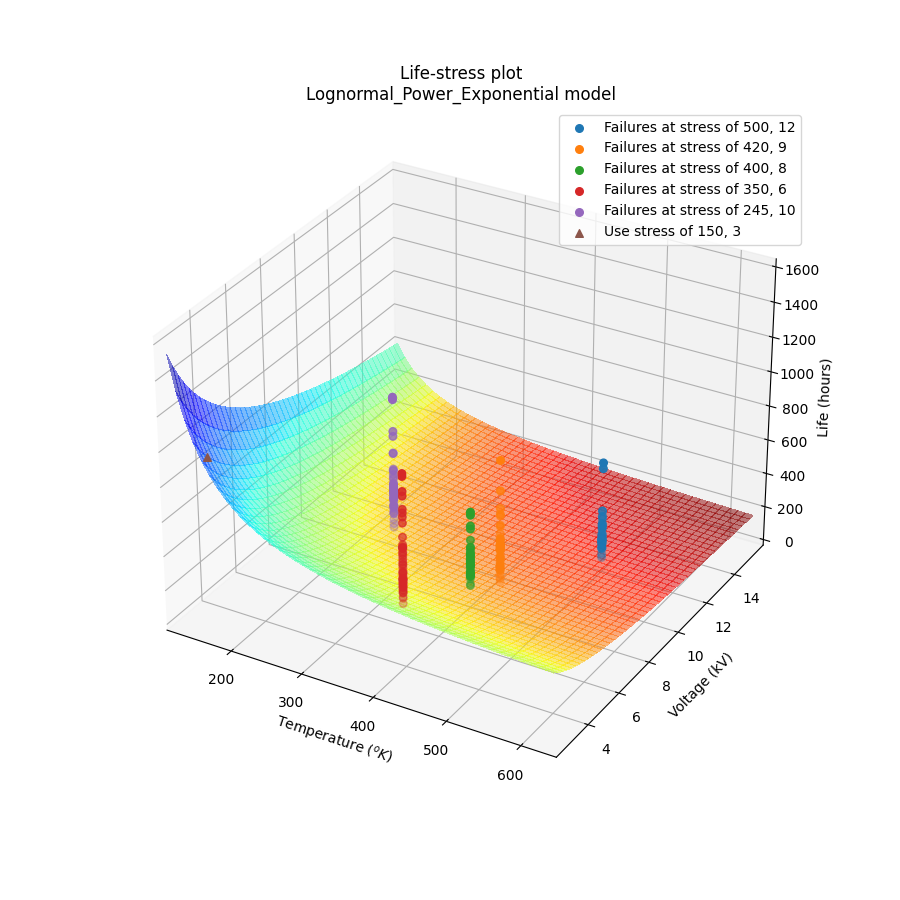 Life-stress plot
Lognormal_Power_Exponential model
Failures at stress of 500, 12
Failures at stress of 420, 9
Failures at stress of 400, 8
Failures at stress of 350, 6
Failures at stress of 245, 10
Use stress of 150, 3
1600
1400
1200
1000
800
600
400
200
0
Life (hours)
14
12
10
8
6
4
Voltage (kV)
200
300
400
500
600
Temperature (°K)